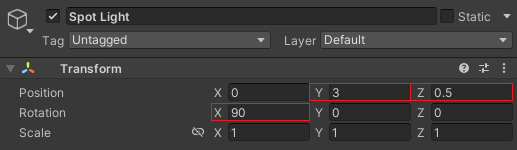 Spot Light Static
Tag Untagged Layer Default
Transform
Position X 0 Y 3 Z 0.5
Rotation X 90 Y 0 Z 0
Scale X 1 Y 1 Z 1